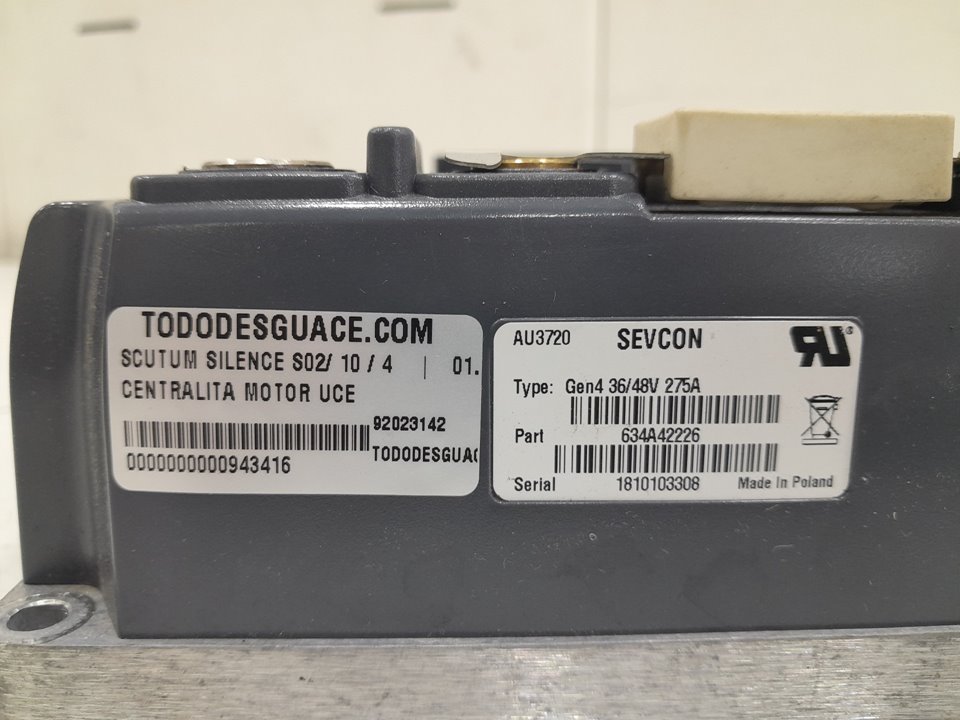 TODODESGUACE.COM
SCUTUM SILENCE S02/ 10 / 4 | 01.
CENTRALITA MOTOR UCE
92023142
TODODESGUA
0000000000943416
AU3720 SEVCON
Type: Gen4 36/48V 275A
Part 634A42226
Serial 1810103308 Made In Poland